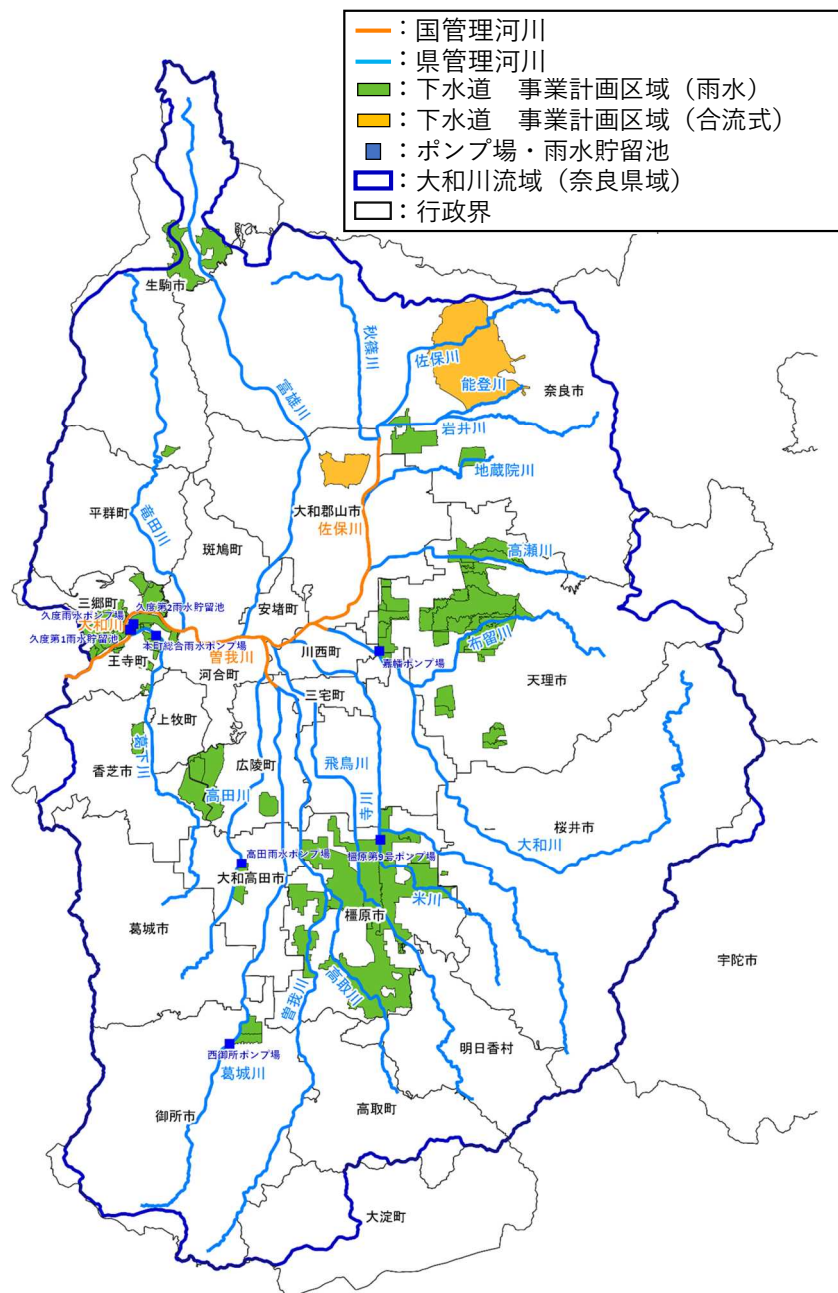 ：国管理河川
：県管理河川
：下水道　事業計画区域（雨水）
：下水道　事業計画区域（合流式）
：ポンプ場・雨水貯留池
：大和川流域（奈良県域）
：行政界
生駒市
秋篠川
佐保川
能登川
奈良市
富雄川
岩井川
地蔵院川
平群町
竜田川
大和郡山市
佐保川
斑鳩町
高瀬川
三郷町
久度第2雨水貯留池
久度雨水ポンプ場
安堵町
大和川
久度第1雨水貯留池
本町総合雨水ポンプ場
布留川
曽我川
川西町
嘉幡ポンプ場
王寺町
河合町
天理市
三宅町
上牧町
葛下川
香芝市
広陵町
飛鳥川
高田川
寺川
桜井市
大和川
高田雨水ポンプ場
橿原第9号ポンプ場
大和高田市
米川
橿原市
葛城市
宇陀市
曽我川
高取川
西御所ポンプ場
明日香村
葛城川
御所市
高取町
大淀町